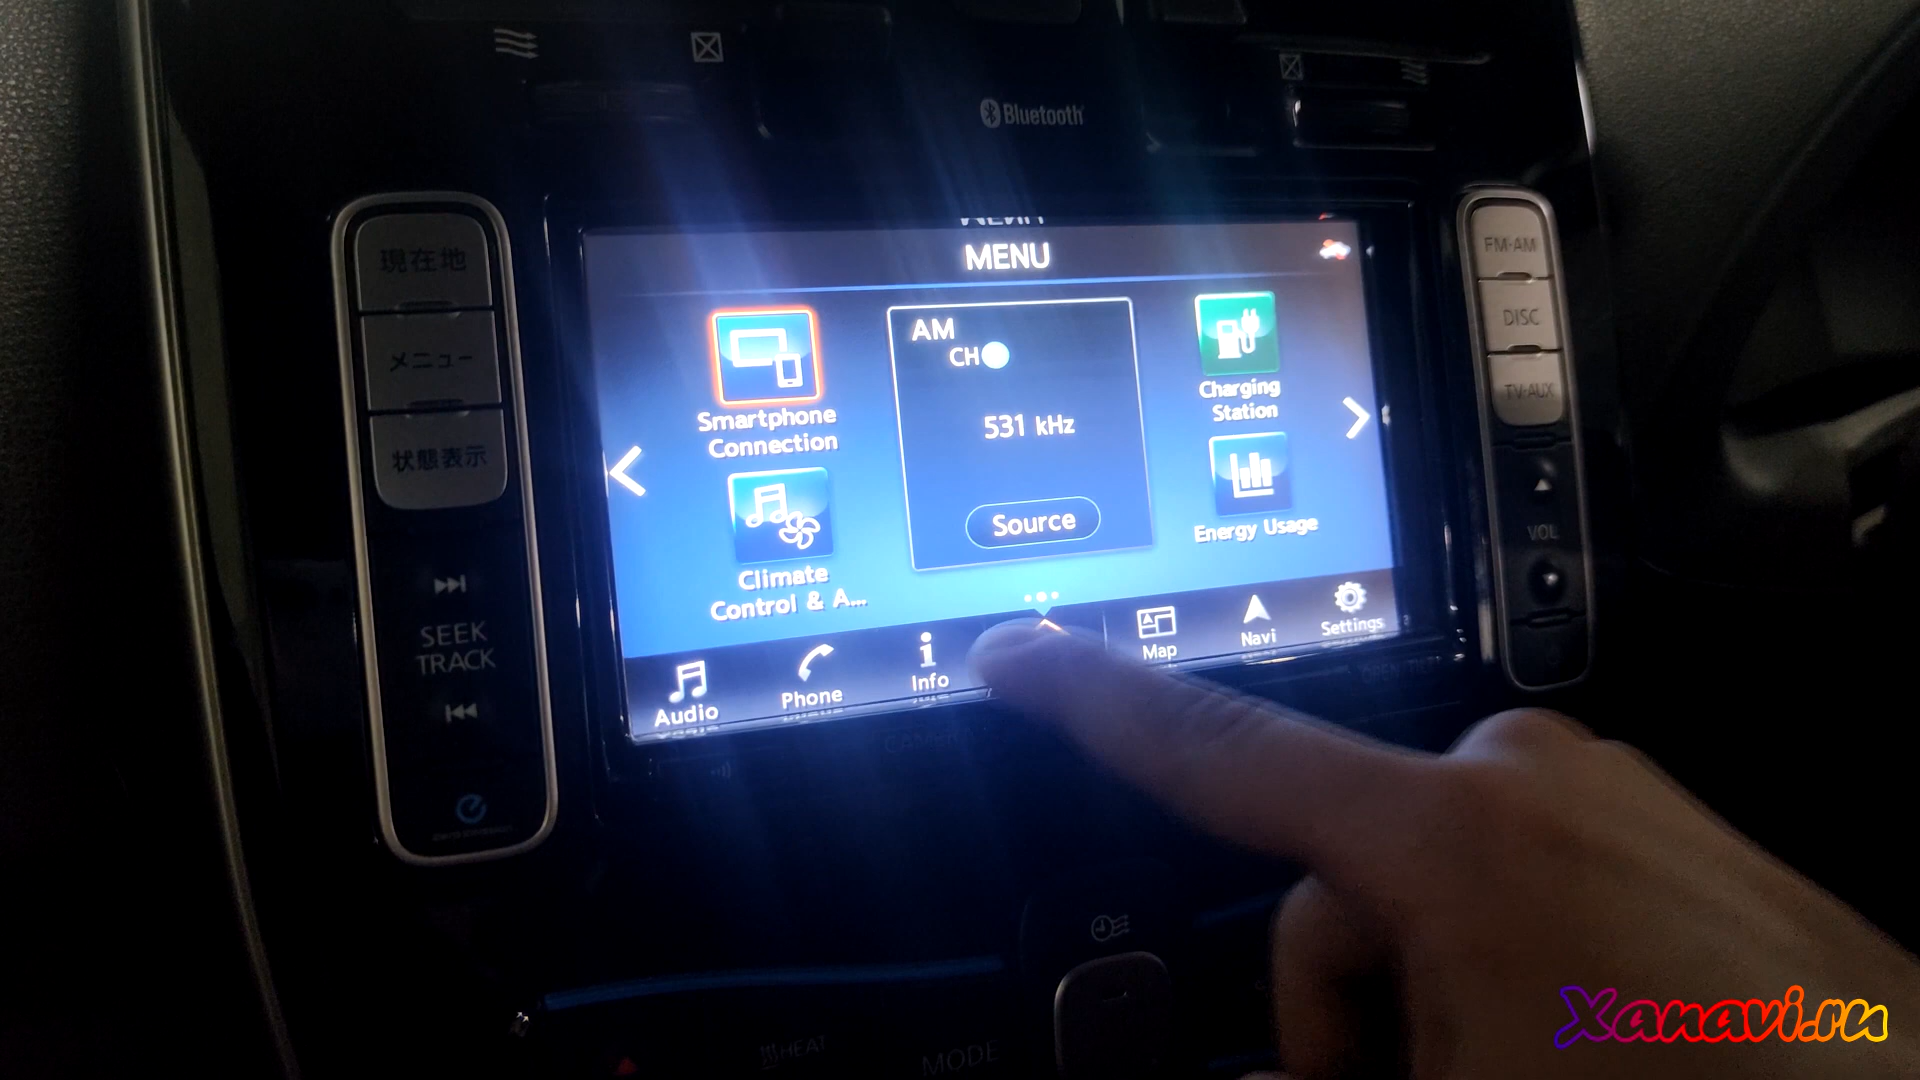 Bluetooth
現在地
メニュー
状態表示
SEEK
TRACK
MENU
AM
CH
531 kHz
Source
Smartphone
Connection
Climate
Control & A...
Charging
Station
Energy Usage
Audio
Phone
Info
Map
Navi
Settings
FM·AM
DISC
TV·AUX
VOL
HEAT
MODE
Xanavi.ru